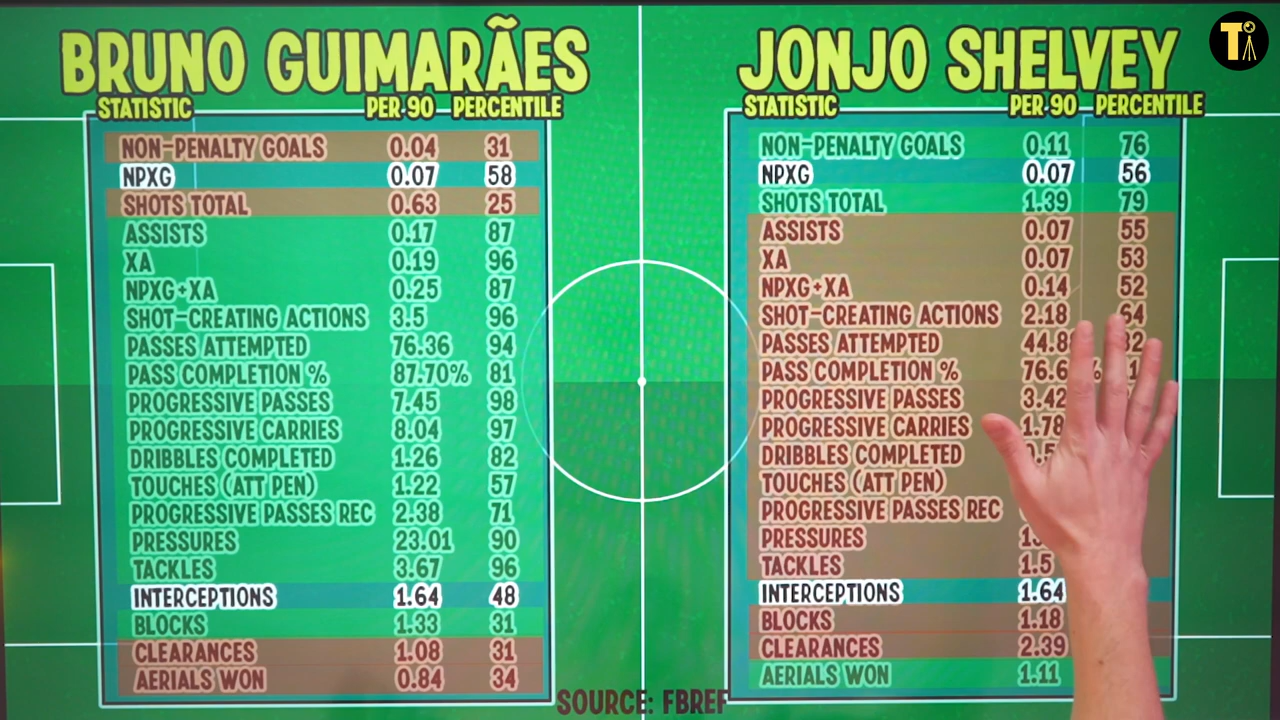 BRUNO GUIMARÃES
STATISTIC PER 90 PERCENTILE
NON-PENALTY GOALS 0.04 31
NPXG 0.07 58
SHOTS TOTAL 0.63 25
ASSISTS 0.17 87
XA 0.19 96
NPXG+XA 0.25 87
SHOT-CREATING ACTIONS 3.5 96
PASSES ATTEMPTED 76.36 94
PASS COMPLETION % 87.70% 81
PROGRESSIVE PASSES 7.45 98
PROGRESSIVE CARRIES 8.04 97
DRIBBLES COMPLETED 1.26 82
TOUCHES (ATT PEN) 1.22 57
PROGRESSIVE PASSES REC 2.38 71
PRESSURES 23.01 90
TACKLES 3.67 96
INTERCEPTIONS 1.64 48
BLOCKS 1.33 31
CLEARANCES 1.08 31
AERIALS WON 0.84 34
JONJO SHELVEY
STATISTIC PER 90 PERCENTILE
NON-PENALTY GOALS 0.11 76
NPXG 0.07 56
SHOTS TOTAL 1.39 79
ASSISTS 0.07 55
XA 0.07 53
NPXG+XA 0.14 52
SHOT-CREATING ACTIONS 2.18 64
PASSES ATTEMPTED
PASS COMPLETION %
PROGRESSIVE PASSES 3.42
PROGRESSIVE CARRIES 1.78
DRIBBLES COMPLETED
TOUCHES (ATT PEN)
PROGRESSIVE PASSES REC
PRESSURES
TACKLES
INTERCEPTIONS 1.64
BLOCKS 1.18
CLEARANCES 2.39
AERIALS WON 1.11
SOURCE: FBREF